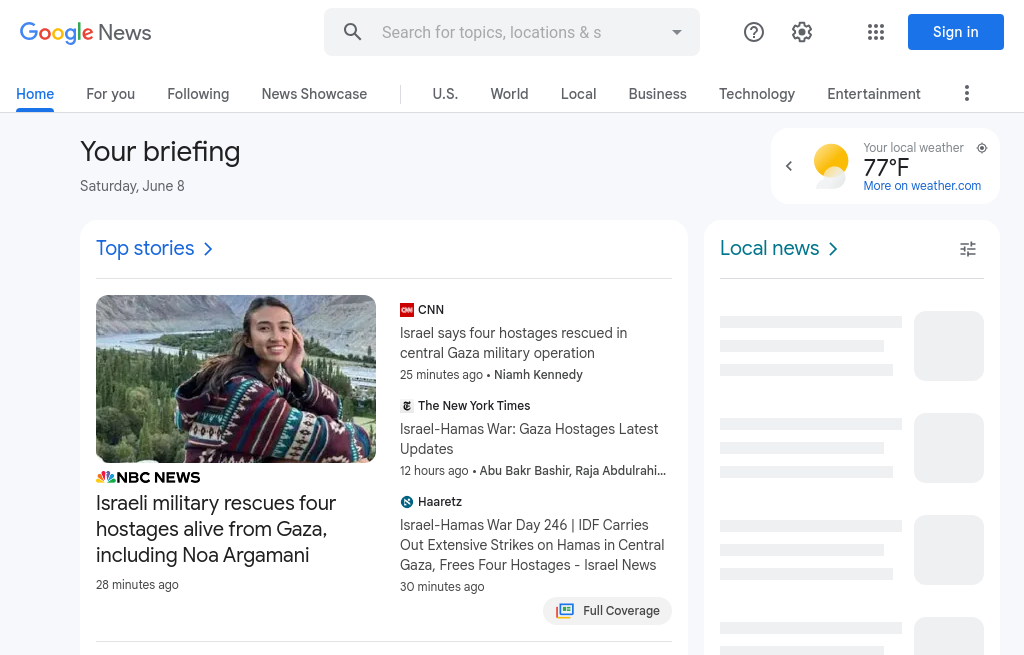 Google News
Search for topics, locations & s
Sign in
Home
For you
Following
News Showcase
U.S.
World
Local
Business
Technology
Entertainment
Your briefing
Saturday, June 8
Your local weather
77°F
More on weather.com
Top stories
NBC NEWS
Israeli military rescues four
hostages alive from Gaza,
including Noa Argamani
28 minutes ago
CNN
CNN
Israel says four hostages rescued in
central Gaza military operation
25 minutes ago • Niamh Kennedy
The New York Times
Israel-Hamas War: Gaza Hostages Latest
Updates
12 hours ago • Abu Bakr Bashir, Raja Abdulrahi...
Haaretz
Israel-Hamas War Day 246 | IDF Carries
Out Extensive Strikes on Hamas in Central
Gaza, Frees Four Hostages - Israel News
30 minutes ago
Full Coverage
Local news